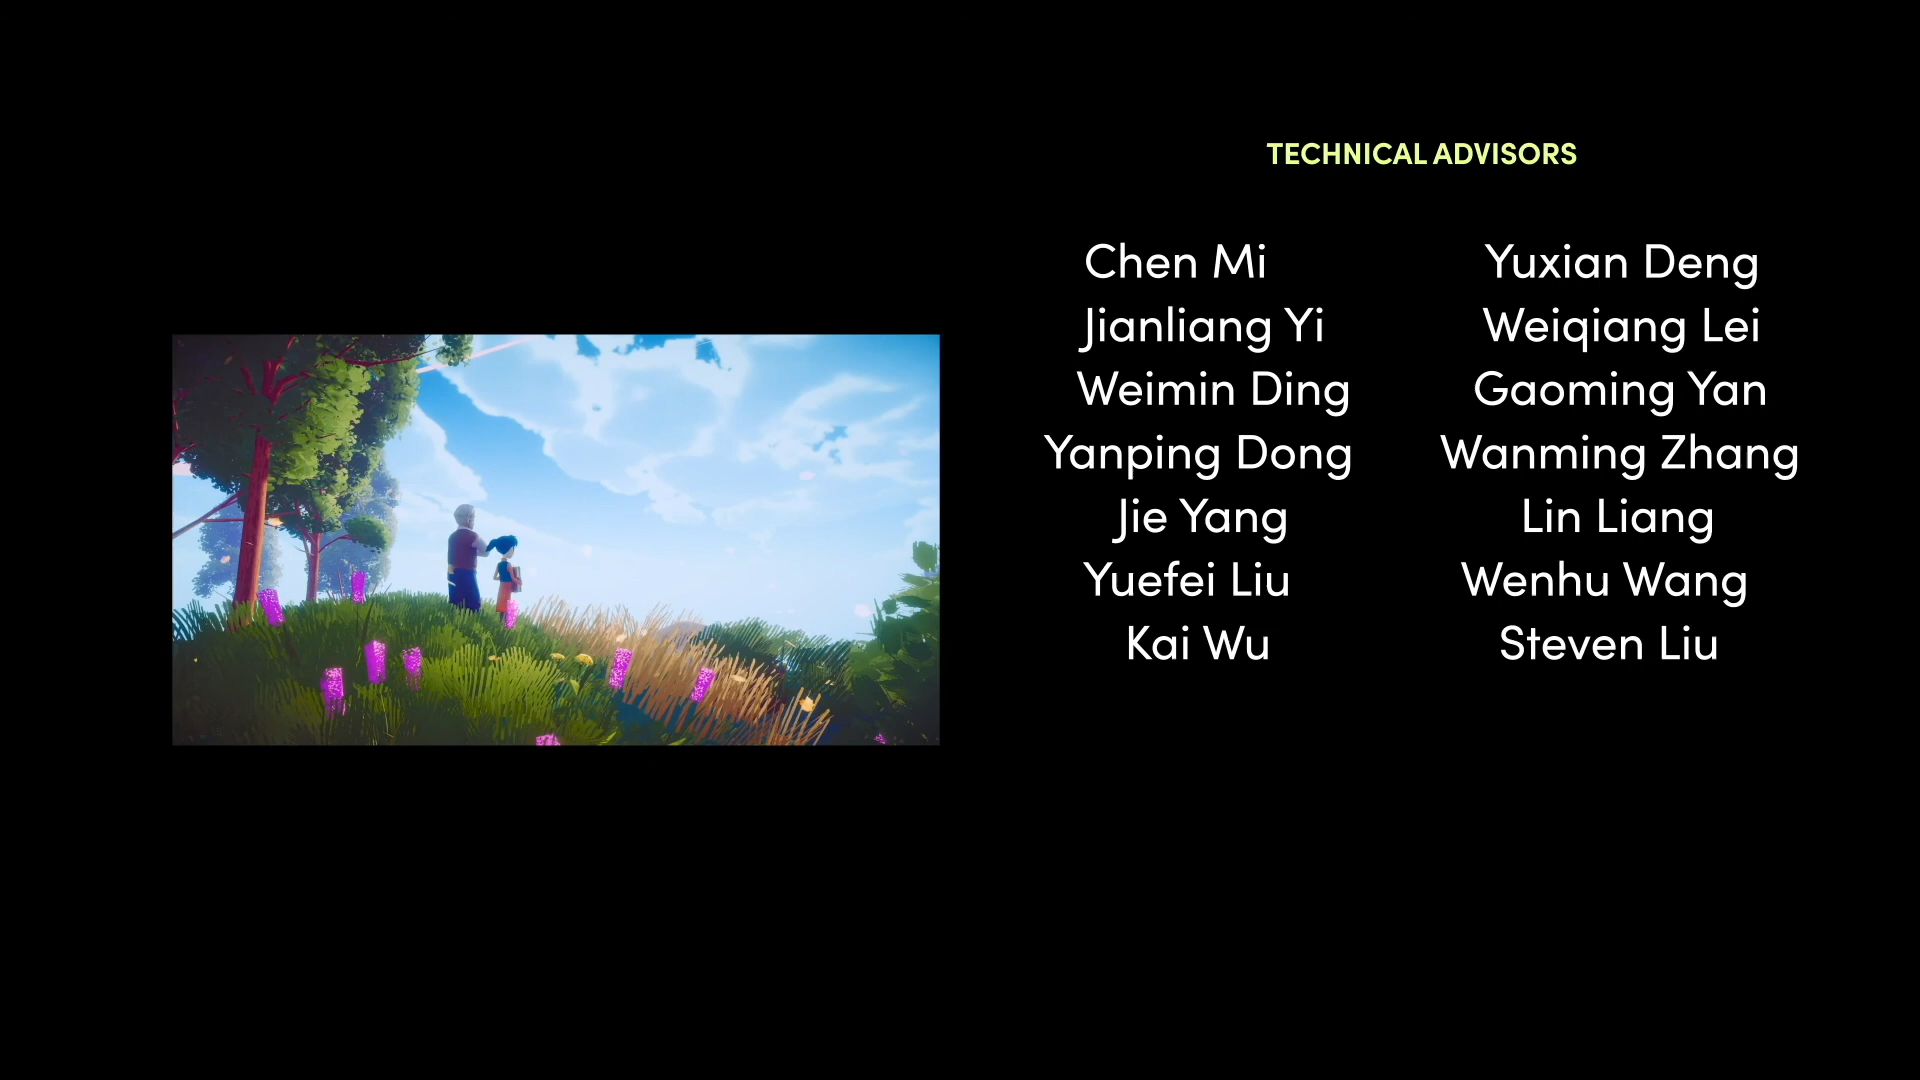 TECHNICAL ADVISORS
Chen Mi
Jianliang Yi
Weimin Ding
Yanping Dong
Jie Yang
Yuefei Liu
Kai Wu
Yuxian Deng
Weiqiang Lei
Gaoming Yan
Wanming Zhang
Lin Liang
Wenhu Wang
Steven Liu